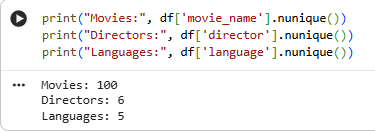 print("Movies:", df['movie_name'].nunique())
print("Directors:", df['director'].nunique())
print("Languages:", df['language'].nunique())
Movies: 100
Directors: 6
Languages: 5